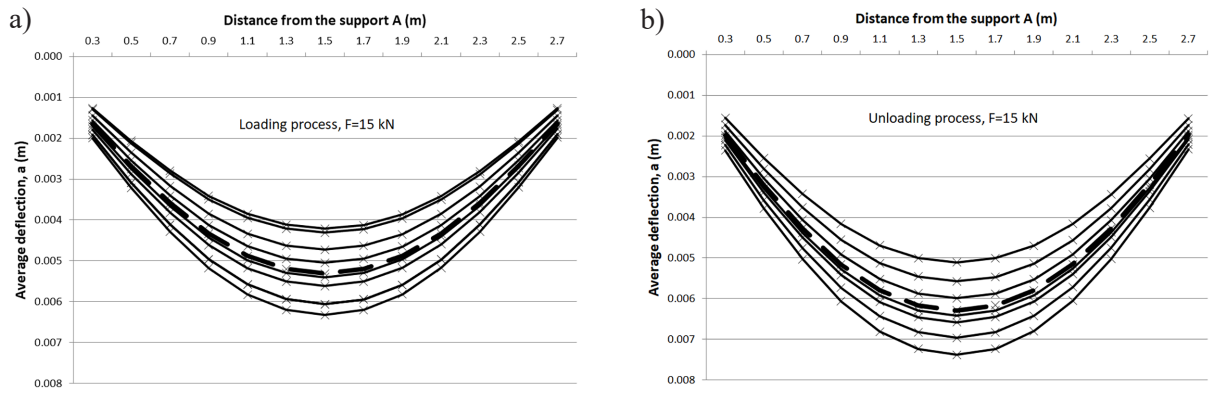 a)
Distance from the support A (m)
0.3 0.5 0.7 0.9 1.1 1.3 1.5 1.7 1.9 2.1 2.3 2.5 2.7
0.000
0.001
0.002
0.003
0.004
0.005
0.006
0.007
0.008
Average deflection, a (m)
Loading process, F=15 kN
b)
Distance from the support A (m)
0.3 0.5 0.7 0.9 1.1 1.3 1.5 1.7 1.9 2.1 2.3 2.5 2.7
0.000
0.001
0.002
0.003
0.004
0.005
0.006
0.007
0.008
Average deflection, a (m)
Unloading process, F=15 kN